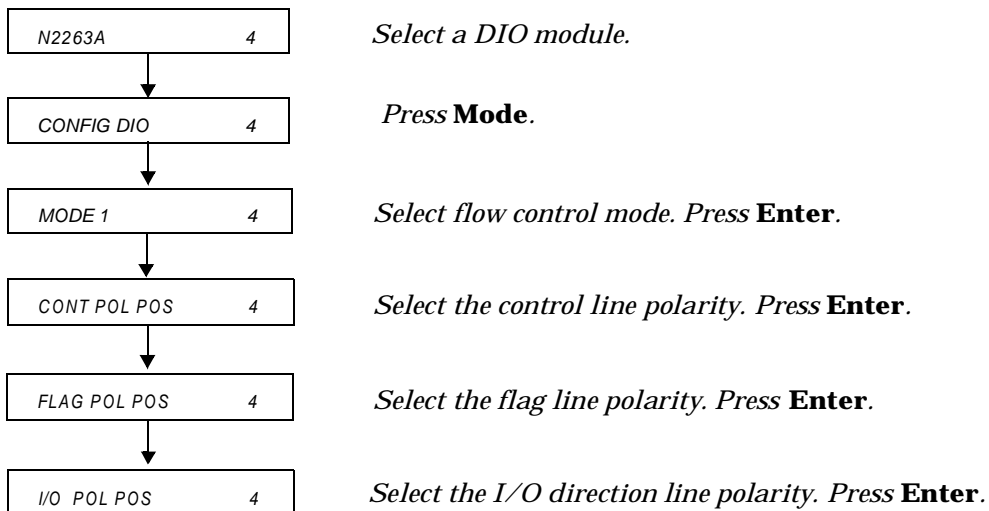 N2263A 4 Select a DIO module.
CONFIG DIO 4 Press Mode.
MODE 1 4 Select flow control mode. Press Enter.
CONT POL POS 4 Select the control line polarity. Press Enter.
FLAG POL POS 4 Select the flag line polarity. Press Enter.
I/O POL POS 4 Select the I/O direction line polarity. Press Enter.